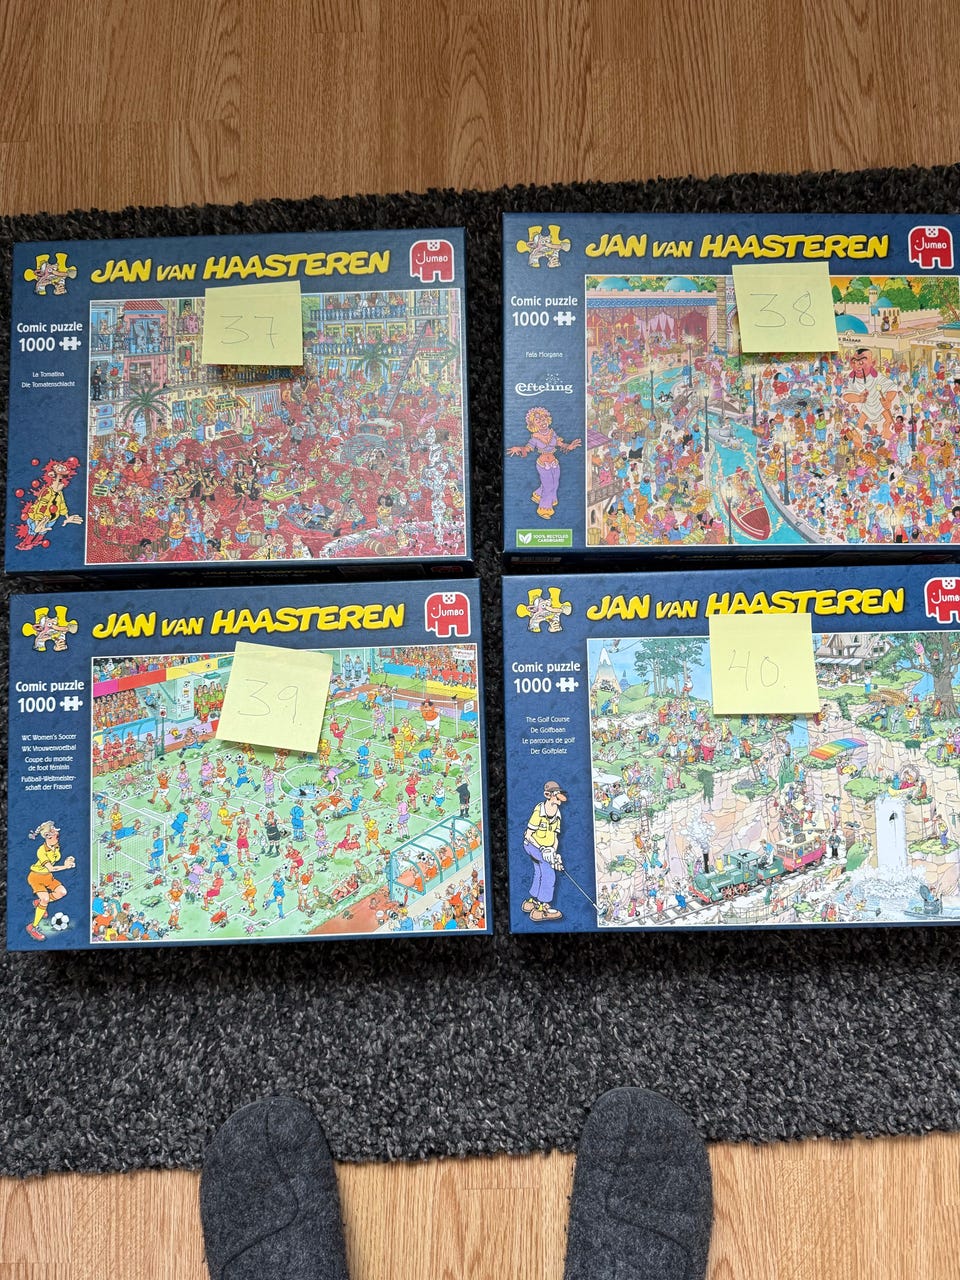 JAN VAN HAASTEREN
Jumbo
Comic puzzle
1000
La Tomatina
Die Tomatenschlacht
37
JAN VAN HAASTEREN
Jumbo
Comic puzzle
1000
Fata Morgana
Efteling
100% RECYCLED
CARDBOARD
38
BAZAAR
JAN VAN HAASTEREN
Jumbo
Comic puzzle
1000
WC Women's Soccer
WK Vrouwenvoetbal
Coupe du monde
de foot féminin
Fußball-Weltmeister-
schaft der Frauen
39.
JAN VAN HAASTEREN
Jumbo
Comic puzzle
1000
The Golf Course
De Golfbaan
Le parcours de golf
Der Golfplatz
40.